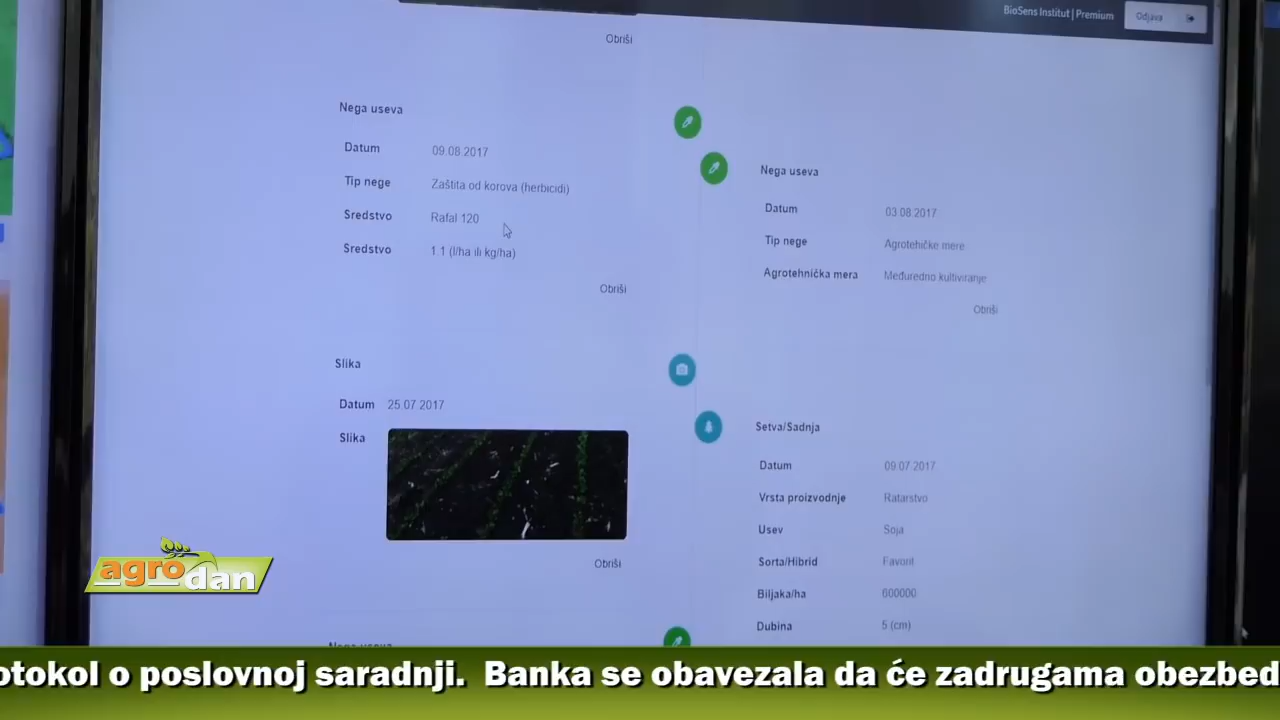 BioSens Institut | Premium
Odjava
Obriši
Nega useva
Datum 09.08.2017
Tip nege Zaštita od korova (herbicidi)
Sredstvo Rafal 120
Sredstvo 1.1 (l/ha ili kg/ha)
Obriši
Nega useva
Datum 03.08.2017
Tip nege Agrotehičke mere
Agrotehnička mera Međuredno kultiviranje
Obriši
Slika
Datum 25.07.2017
Slika
Obriši
Setva/Sadnja
Datum 09.07.2017
Vrsta proizvodnje Ratarstvo
Usev Soja
Sorta/Hibrid Favorit
Biljaka/ha 600000
Dubina 5 (cm)
Nega useva
agro dan
otokol o poslovnoj saradnji. Banka se obavezala da će zadrugama obezbed